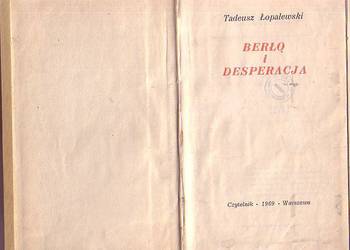 Tadeusz Łopalewski
BERŁO
i
DESPERACJA
Czytelnik - 1969 - Warszawa